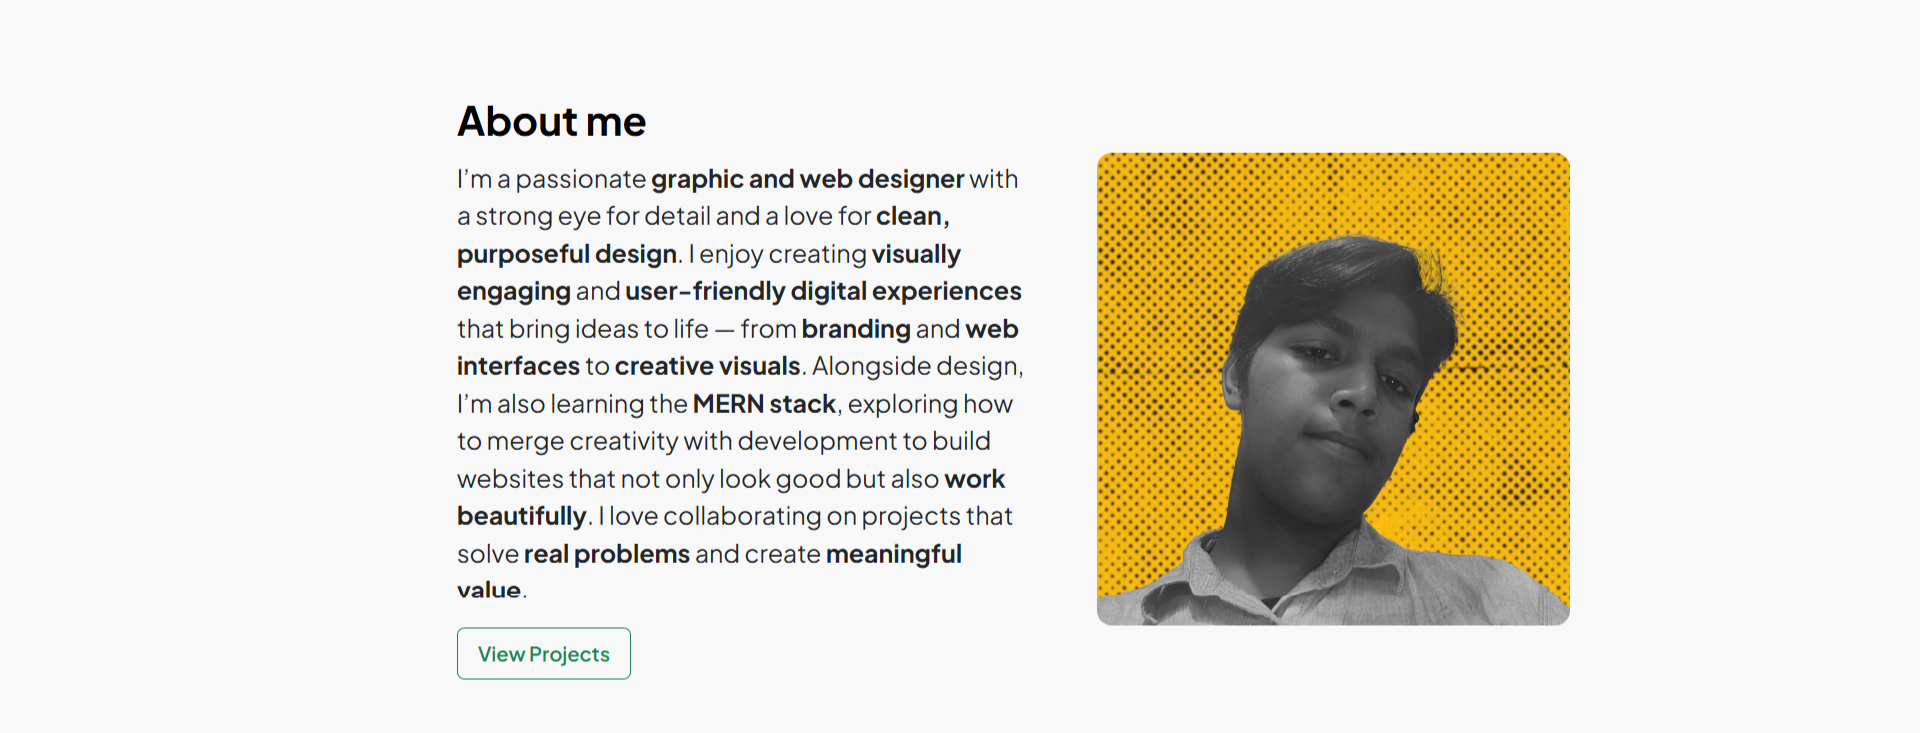 About me
I’m a passionate graphic and web designer with
a strong eye for detail and a love for clean,
purposeful design. I enjoy creating visually
engaging and user-friendly digital experiences
that bring ideas to life — from branding and web
interfaces to creative visuals. Alongside design,
I’m also learning the MERN stack, exploring how
to merge creativity with development to build
websites that not only look good but also work
beautifully. I love collaborating on projects that
solve real problems and create meaningful
value.
View Projects